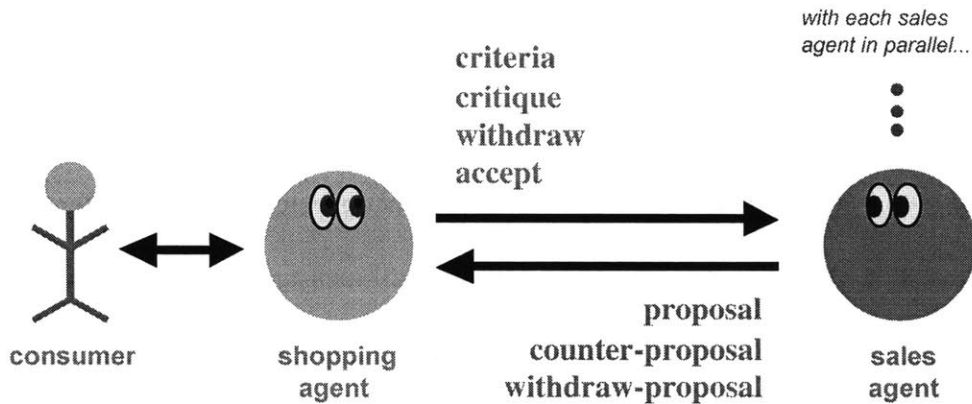 with each sales
agent in parallel...
criteria
critique
withdraw
accept
proposal
counter-proposal
withdraw-proposal
consumer
shopping
agent
sales
agent